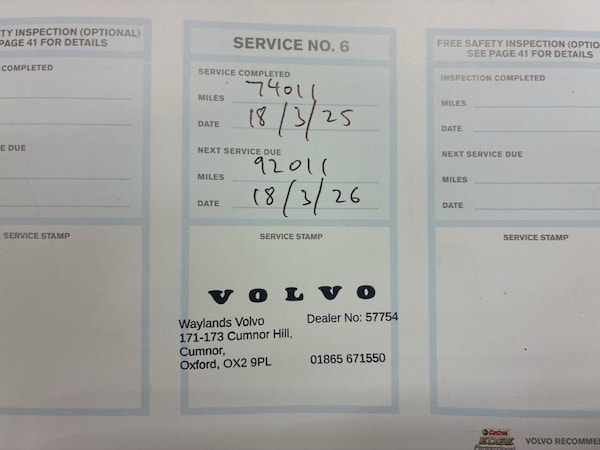 TY INSPECTION (OPTIONAL)
PAGE 41 FOR DETAILS
COMPLETED
E DUE
SERVICE STAMP
SERVICE NO. 6
SERVICE COMPLETED
MILES 74011
DATE 18/3/25
NEXT SERVICE DUE
MILES 92011
DATE 18/3/26
SERVICE STAMP
VOLVO
Waylands Volvo Dealer No: 57754
171-173 Cumnor Hill,
Cumnor,
Oxford, OX2 9PL 01865 671550
FREE SAFETY INSPECTION (OPTIO
SEE PAGE 41 FOR DETAILS
INSPECTION COMPLETED
MILES
DATE
NEXT SERVICE DUE
MILES
DATE
SERVICE STAMP
Castrol
EDGE
Professional
VOLVO RECOMME